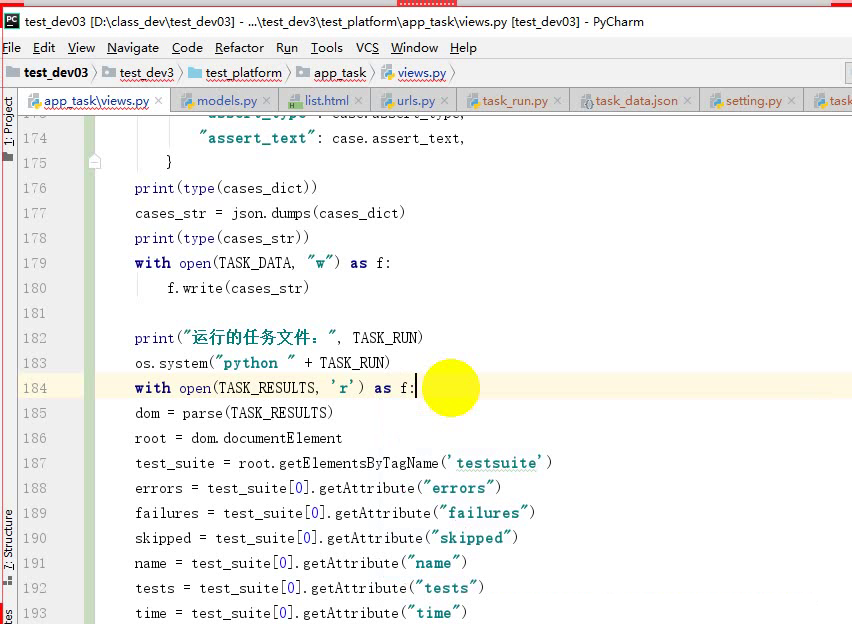 test_dev03 [D:\class_dev\test_dev03] - ...\test_dev3\test_platform\app_task\views.py [test_dev03] - PyCharm
File Edit View Navigate Code Refactor Run Tools VCS Window Help
test_dev03 test_dev3 test_platform app_task views.py
app_task\views.py models.py list.html urls.py task_run.py task_data.json setting.py task
1: Project
"assert_type": case.assert_type,
174 "assert_text": case.assert_text,
175 }
176 print(type(cases_dict))
177 cases_str = json.dumps(cases_dict)
178 print(type(cases_str))
179 with open(TASK_DATA, "w") as f:
180 f.write(cases_str)
181
182 print("运行的任务文件：", TASK_RUN)
183 os.system("python " + TASK_RUN)
184 with open(TASK_RESULTS, 'r') as f:
185 dom = parse(TASK_RESULTS)
186 root = dom.documentElement
187 test_suite = root.getElementsByTagName('testsuite')
188 errors = test_suite[0].getAttribute("errors")
189 failures = test_suite[0].getAttribute("failures")
190 skipped = test_suite[0].getAttribute("skipped")
191 name = test_suite[0].getAttribute("name")
192 tests = test_suite[0].getAttribute("tests")
193 time = test_suite[0].getAttribute("time")
7: Structure